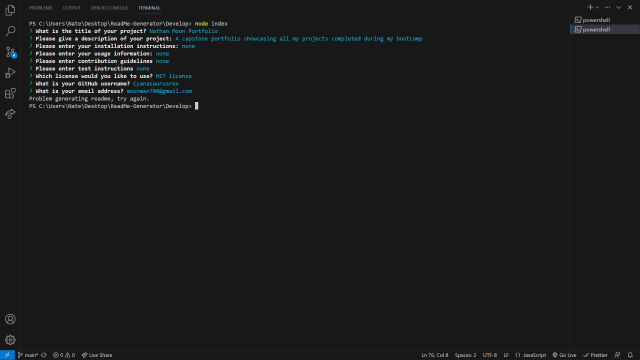 PROBLEMS OUTPUT DEBUG CONSOLE TERMINAL
PS C:\Users\Nate\Desktop\ReadMe-Generator\Develop> node index
? What is the title of your project? Nathan Moon Portfolio
? Please give a description of your project: A capstone portfolio showcasing all my projects completed during my bootcamp
? Please enter your installation instructions: none
? Please enter your usage information: none
? Please enter contribution guidelines none
? Please enter test instructions none
? Which license would you like to use? MIT license
? What is your GitHub username? Cyanasaurusrex
? What is your email address? moonman700@gmail.com
Problem generating readme, try again.
PS C:\Users\Nate\Desktop\ReadMe-Generator\Develop>
powershell
powershell
main* 0 0 Live Share Ln 76, Col 8 Spaces: 2 UTF-8 LF {} JavaScript Go Live Prettier